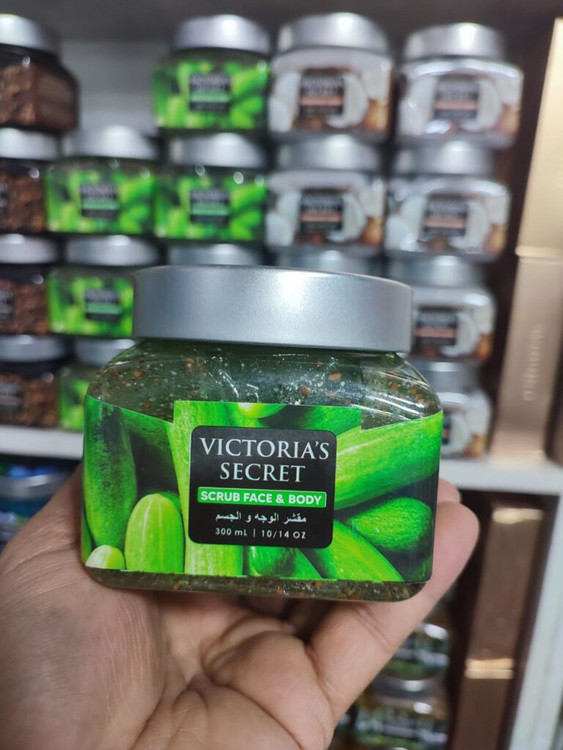 VICTORIA'S
SECRET
SCRUB FACE & BODY
مقشر الوجه و الجسم
300 mL | 10/14 OZ